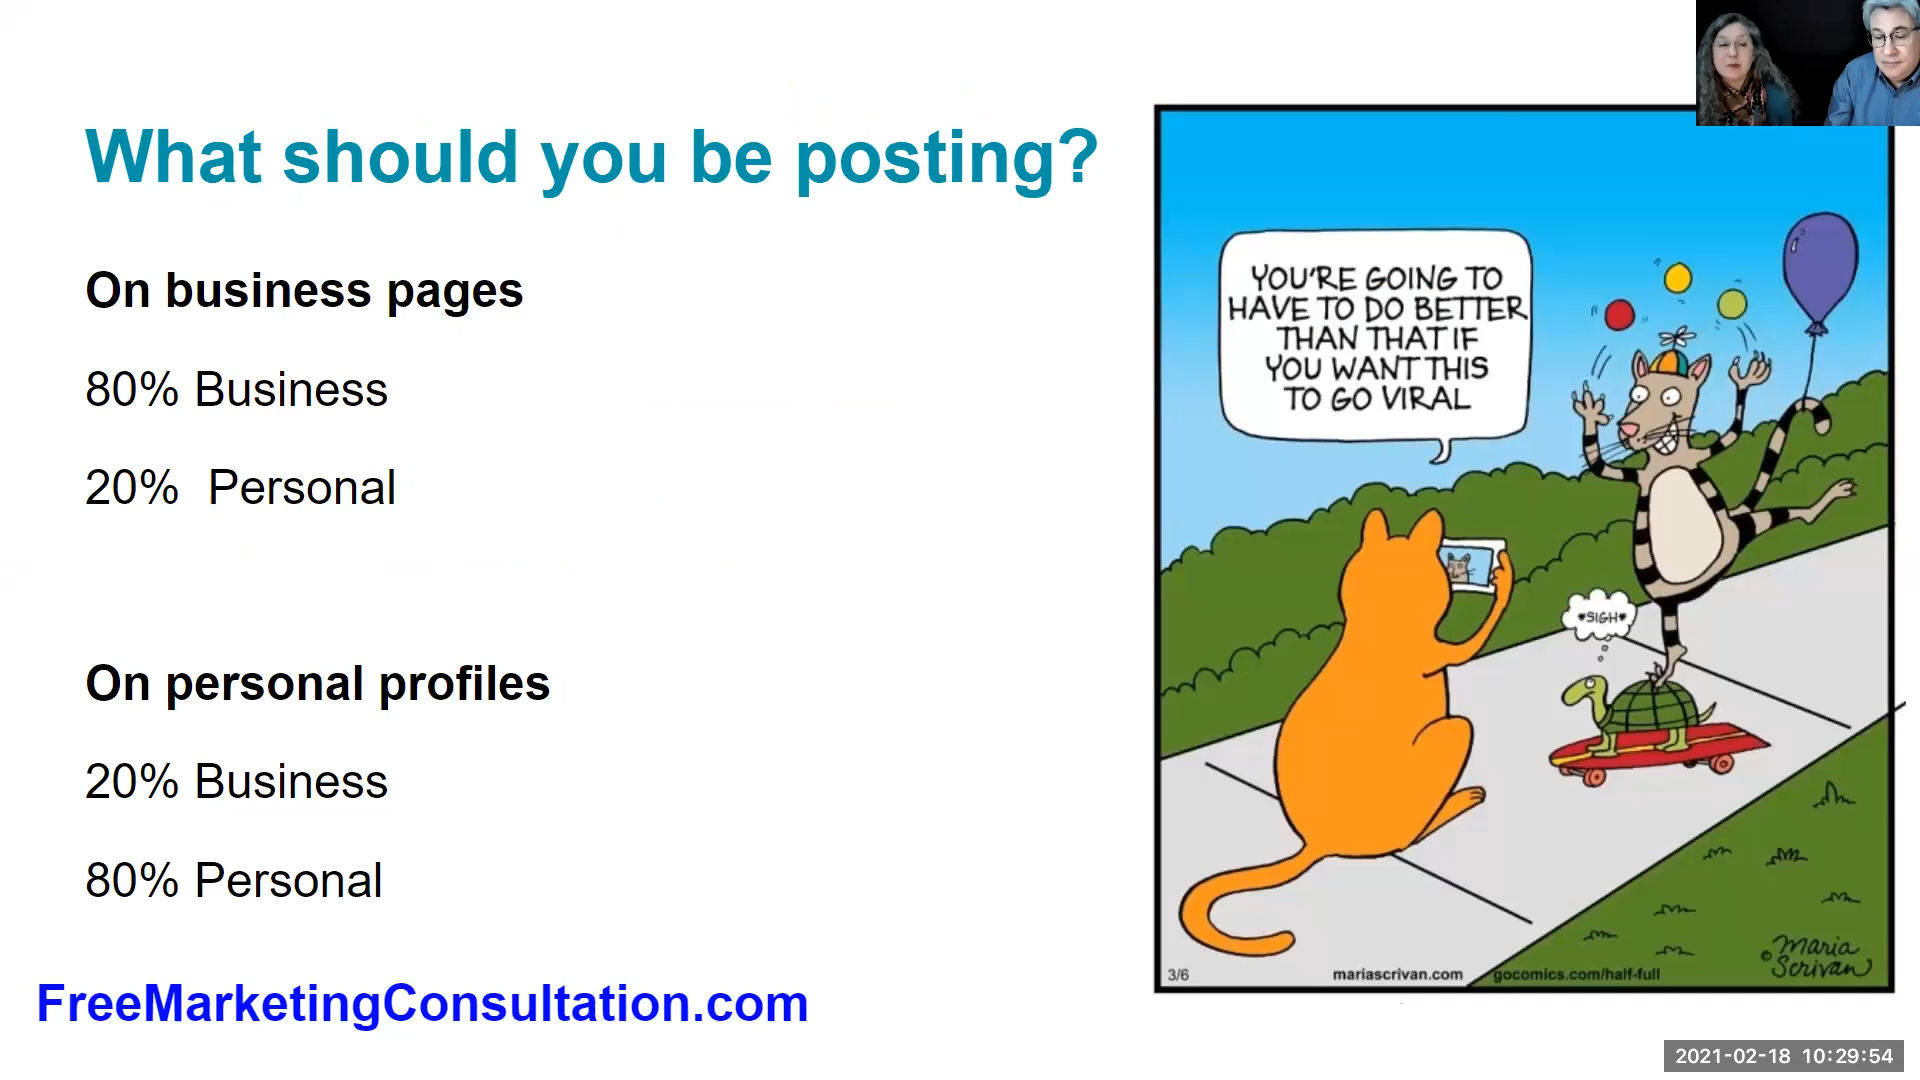 What should you be posting?
On business pages
80% Business
20%  Personal
On personal profiles
20% Business
80% Personal
FreeMarketingConsultation.com
YOU'RE GOING TO
HAVE TO DO BETTER
THAN THAT IF
YOU WANT THIS
TO GO VIRAL
*SIGH*
3/6
mariascrivan.com
gocomics.com/half-full
© Maria
Scrivan
2021-02-18 10:29:54